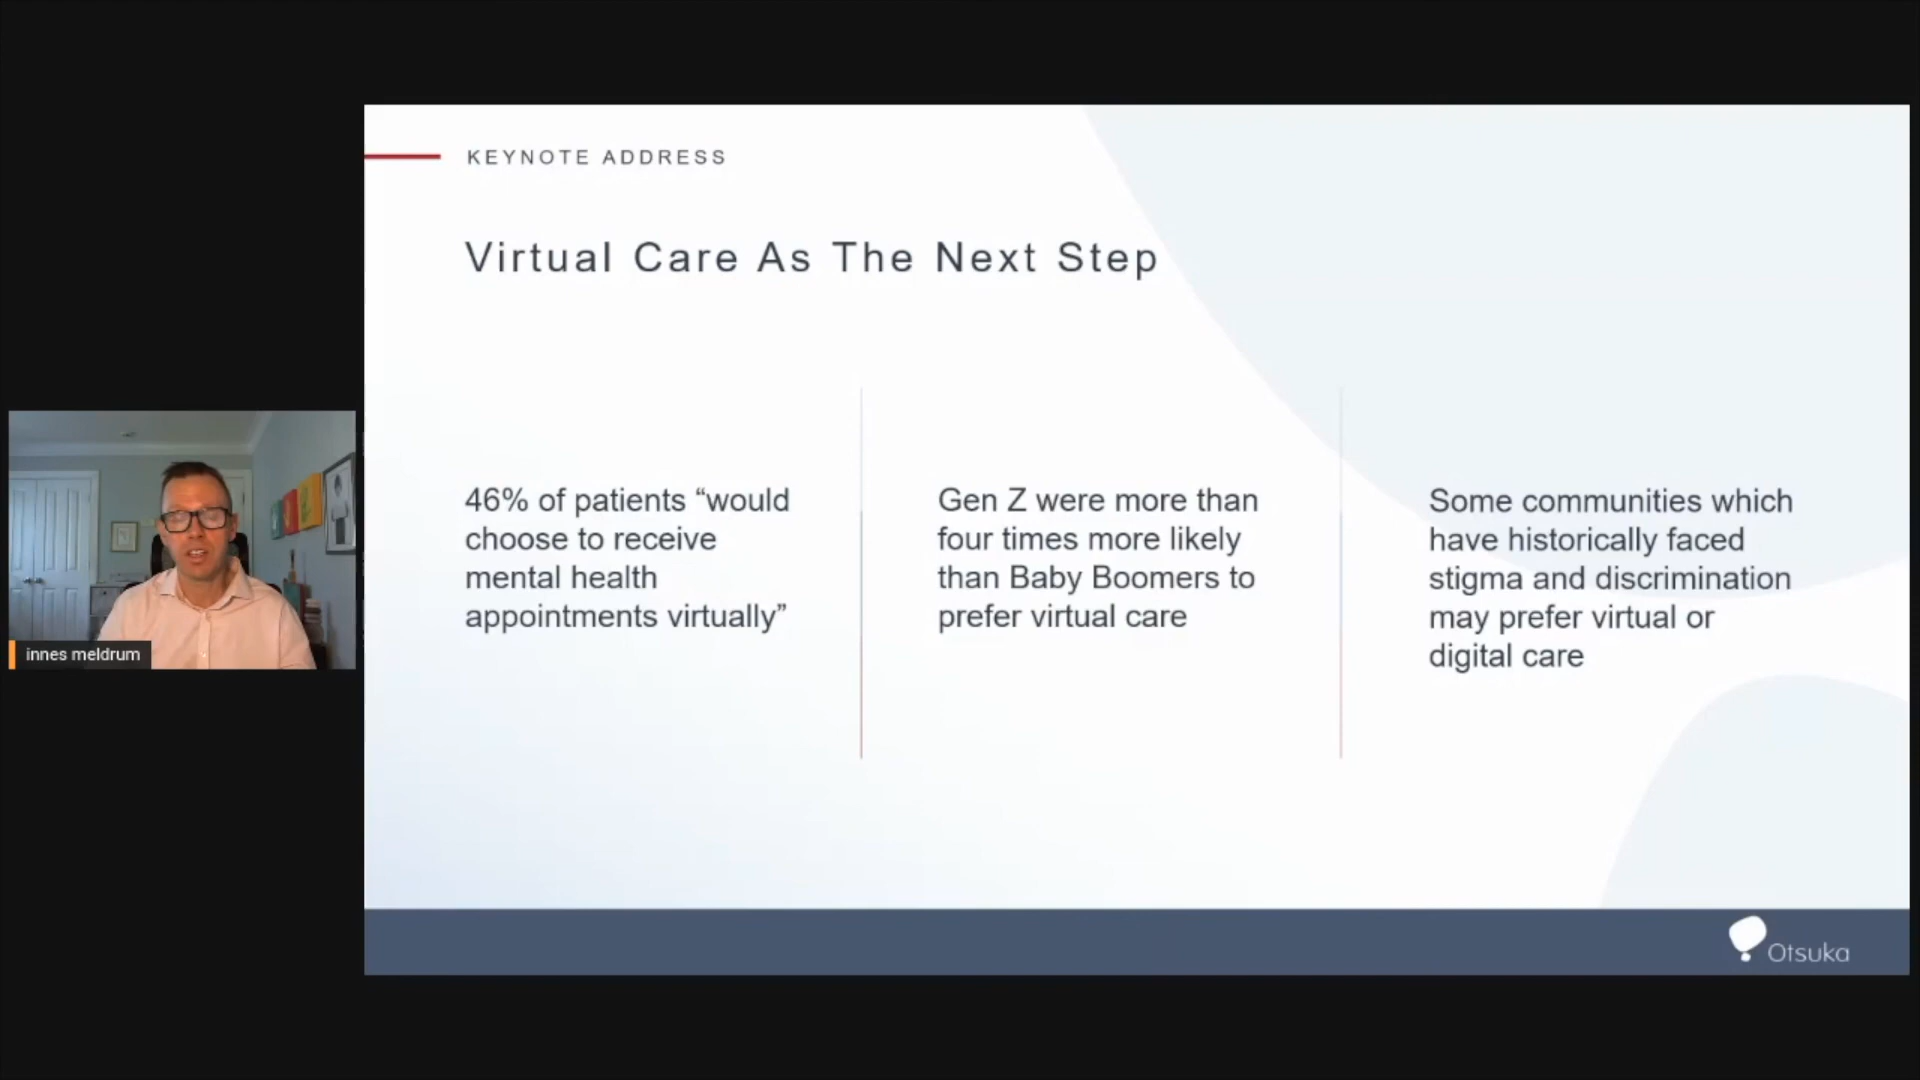 KEYNOTE ADDRESS
Virtual Care As The Next Step
46% of patients “would
choose to receive
mental health
appointments virtually”
Gen Z were more than
four times more likely
than Baby Boomers to
prefer virtual care
Some communities which
have historically faced
stigma and discrimination
may prefer virtual or
digital care
innes meldrum
Otsuka